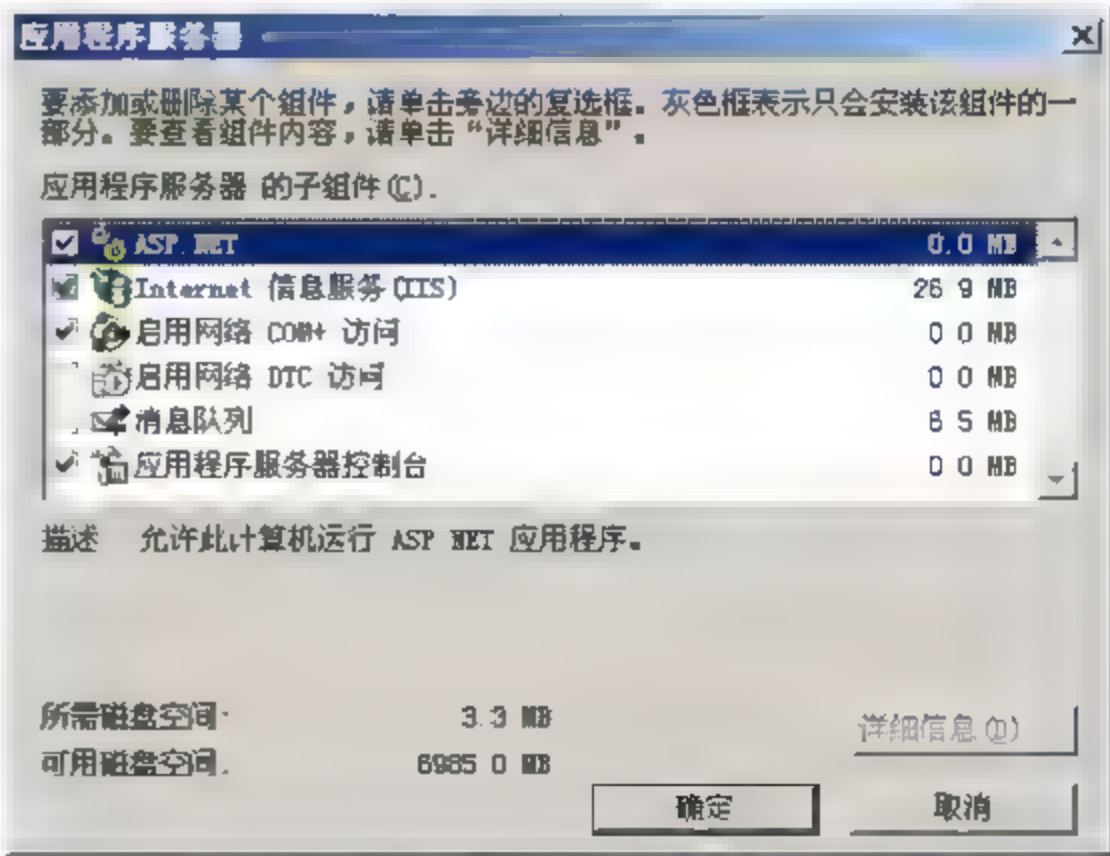 应用程序服务器
要添加或删除某个组件，请单击旁边的复选框。灰色框表示只会安装该组件的一
部分。要查看组件内容，请单击“详细信息”。
应用程序服务器 的子组件(C).
ASP.NET 0.0 MB
Internet 信息服务(IIS) 26 9 MB
启用网络 COM+ 访问 0 0 MB
启用网络 DTC 访问 0 0 MB
消息队列 6 5 MB
应用程序服务器控制台 0 0 MB
描述 允许此计算机运行 ASP NET 应用程序。
所需磁盘空间: 3.3 MB
可用磁盘空间. 6985 0 MB
详细信息(D)
确定 取消